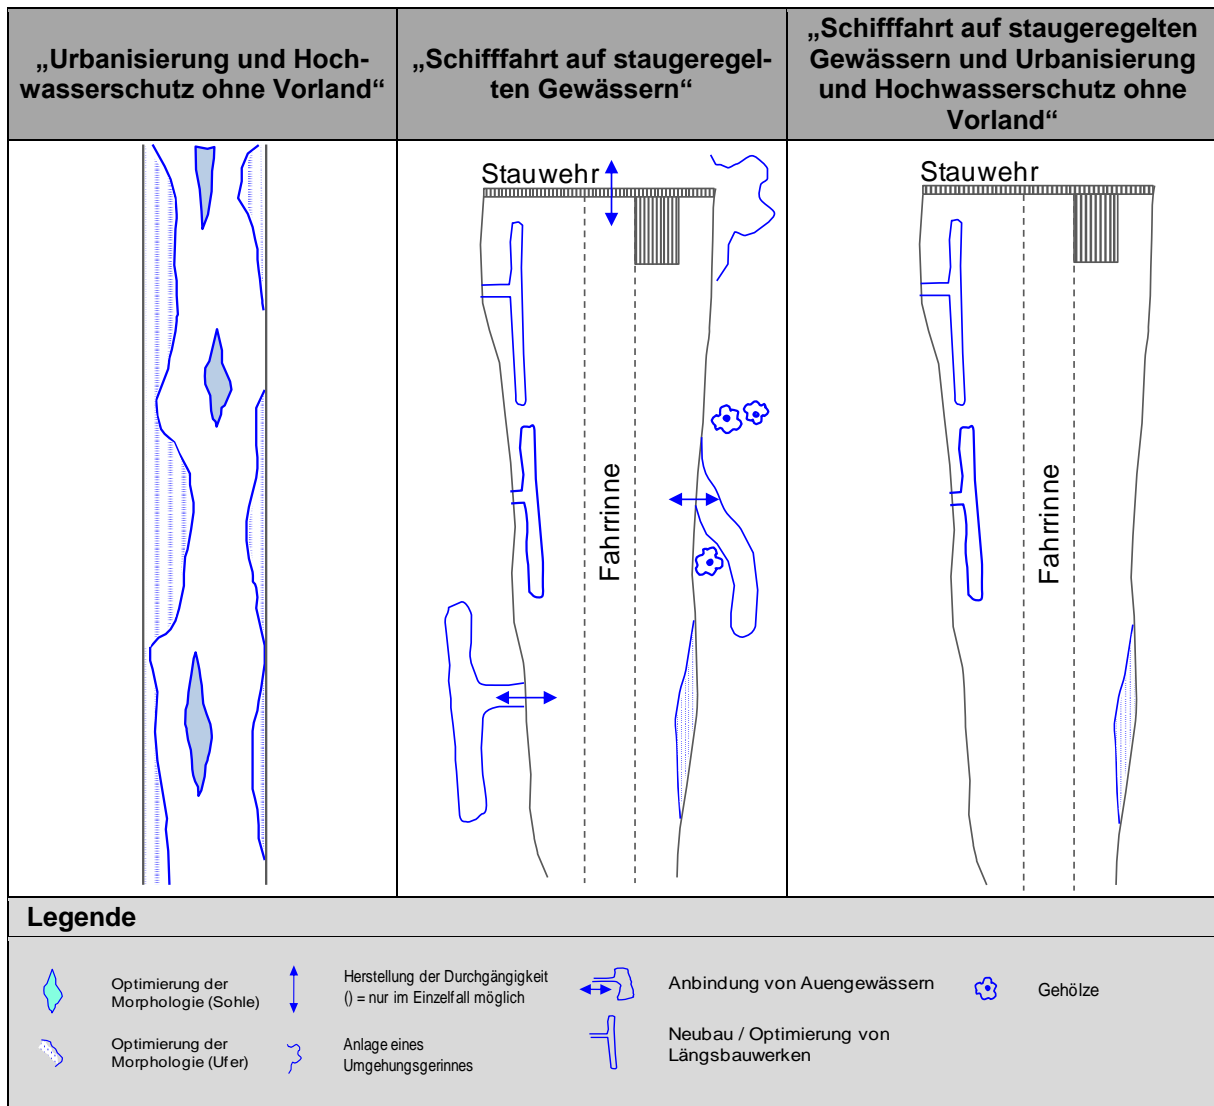 „Urbanisierung und Hoch-
wasserschutz ohne Vorland“
„Schifffahrt auf staugeregel-
ten Gewässern“
„Schifffahrt auf staugeregelten
Gewässern und Urbanisierung
und Hochwasserschutz ohne
Vorland“
Stauwehr
Fahrrinne
Stauwehr
Fahrrinne
Legende
Optimierung der
Morphologie (Sohle)
Herstellung der Durchgängigkeit
() = nur im Einzelfall möglich
Anbindung von Auengewässern
Gehölze
Optimierung der
Morphologie (Ufer)
Anlage eines
Umgehungsgerinnes
Neubau / Optimierung von
Längsbauwerken